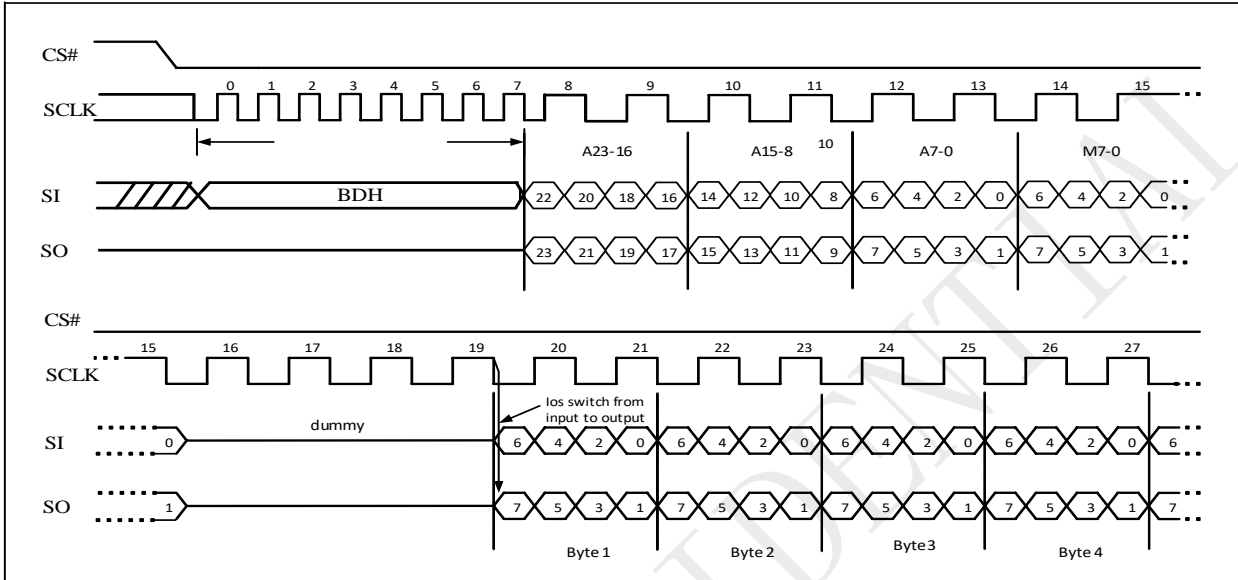 CS#
0 1 2 3 4 5 6 7 8 9 10 11 12 13 14 15
SCLK
A23-16 A15-8 10 A7-0 M7-0
SI BDH 22 20 18 16 14 12 10 8 6 4 2 0 6 4 2 0
SO 23 21 19 17 15 13 11 9 7 5 3 1 7 5 3 1
CS#
15 16 17 18 19 20 21 22 23 24 25 26 27
SCLK
Ios switch from
input to output
dummy
SI 0 6 4 2 0 6 4 2 0 6 4 2 0 6 4 2 0 6
SO 1 7 5 3 1 7 5 3 1 7 5 3 1 7 5 3 1 7
Byte 1 Byte 2 Byte 3 Byte 4
IDENTIAL